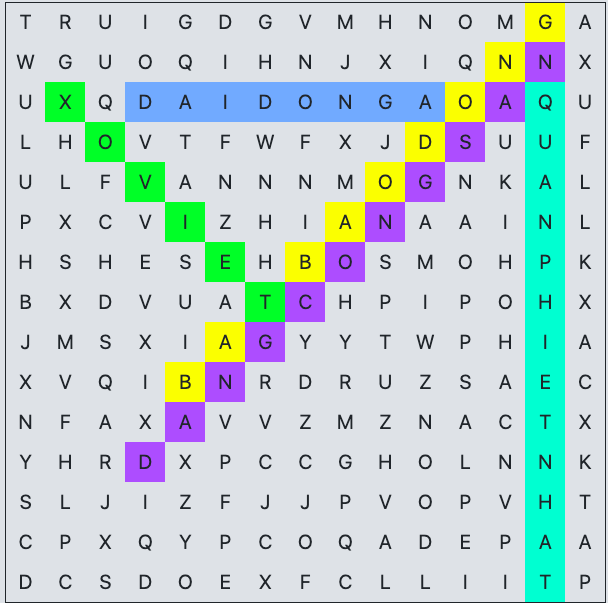 T R U I G D G V M H N O M G A
W G U O Q I H N J X I Q N N X
U X Q D A I D O N G A O A Q U
L H O V T F W F X J D S U U F
U L F V A N N N M O G N K A L
P X C V I Z H I A N A A I N L
H S H E S E H B O S M O H P K
B X D V U A T C H P I P O H X
J M S X I A G Y Y T W P H I A
X V Q I B N R D R U Z S A E C
N F A X A V V Z M Z N A C T X
Y H R D X P C C G H O L N N K
S L J I Z F J J P V O P V H T
C P X Q Y P C O Q A D E P A A
D C S D O E X F C L L I I T P